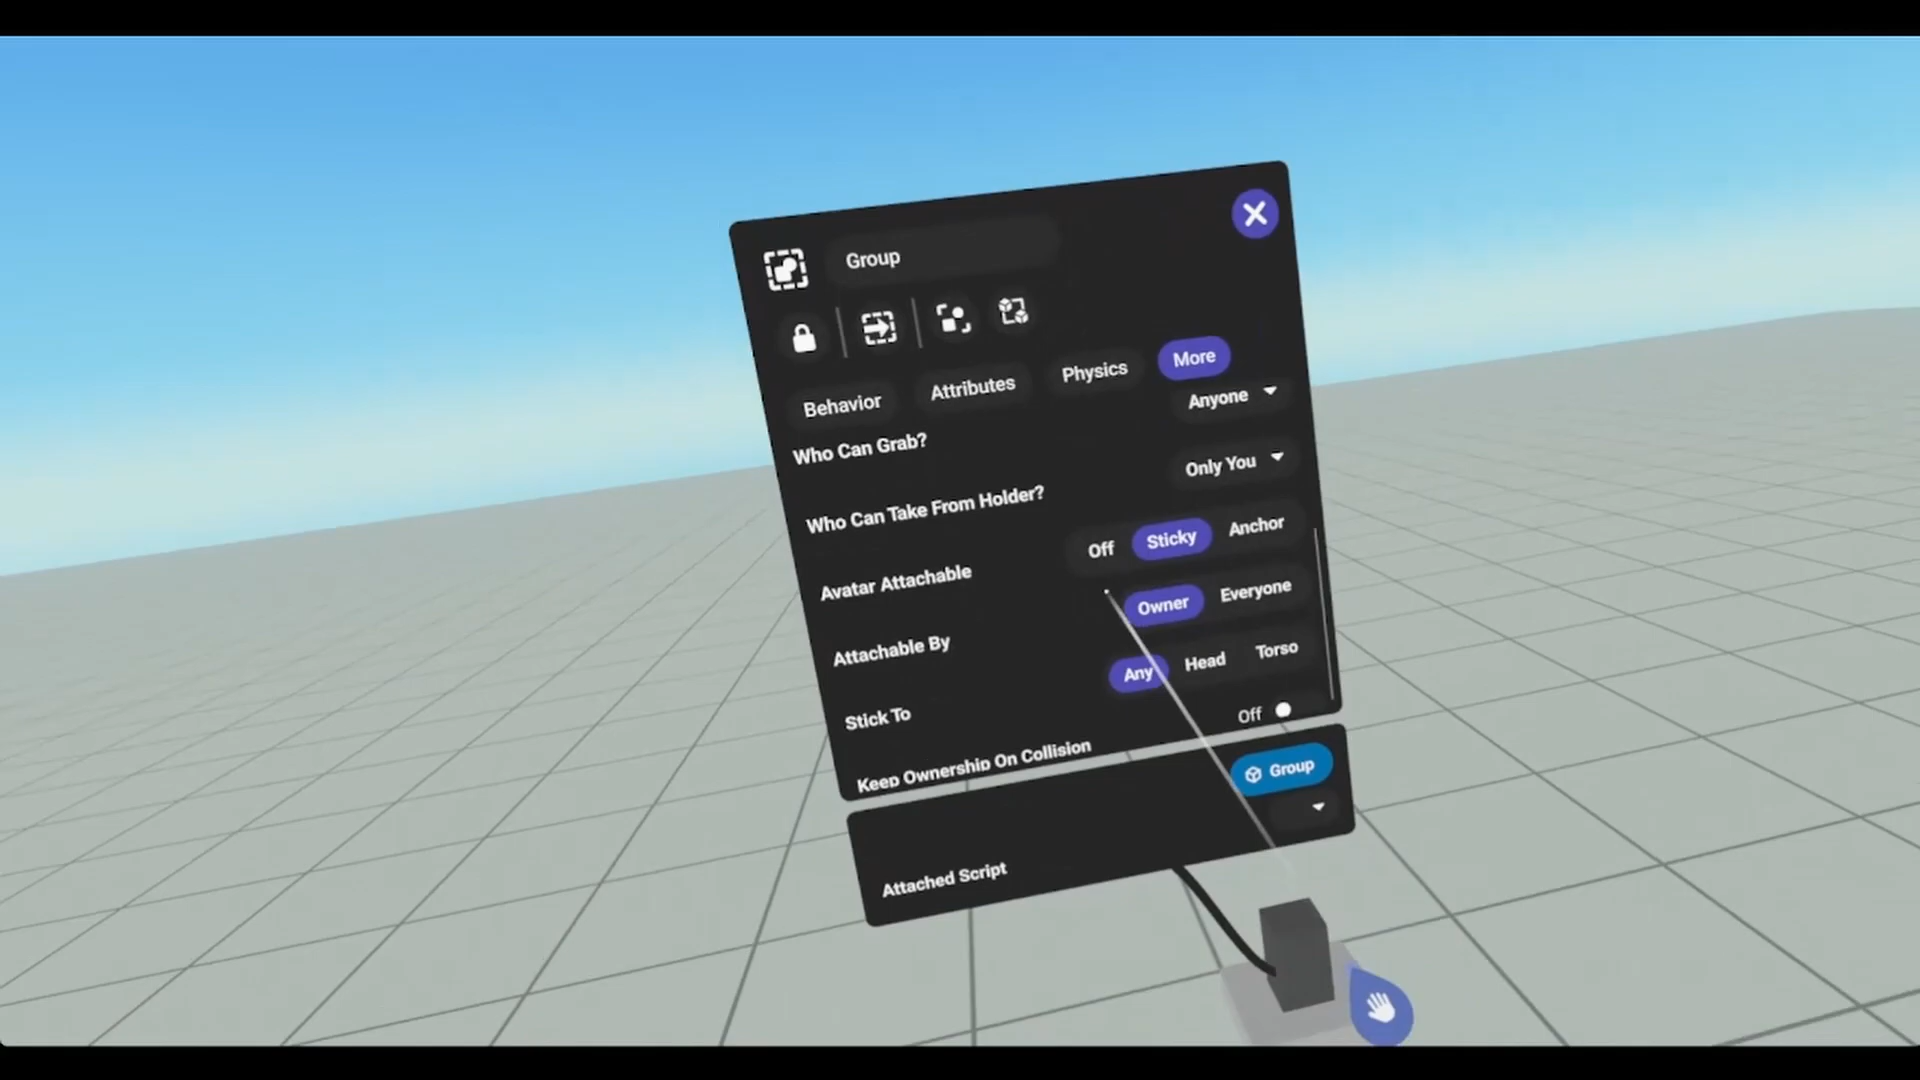 Group
Behavior Attributes Physics More
Who Can Grab? Anyone
Who Can Take From Holder? Only You
Avatar Attachable Off Sticky Anchor
Attachable By Owner Everyone
Stick To Any Head Torso
Keep Ownership On Collision Off
Group
Attached Script